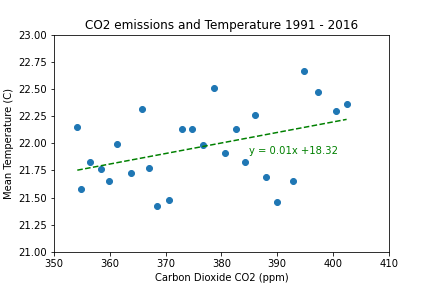 CO2 emissions and Temperature 1991 - 2016
23.00
22.75
22.50
22.25
22.00
21.75
21.50
21.25
21.00
Mean Temperature (C)
y = 0.01x +18.32
350 360 370 380 390 400 410
Carbon Dioxide CO2 (ppm)